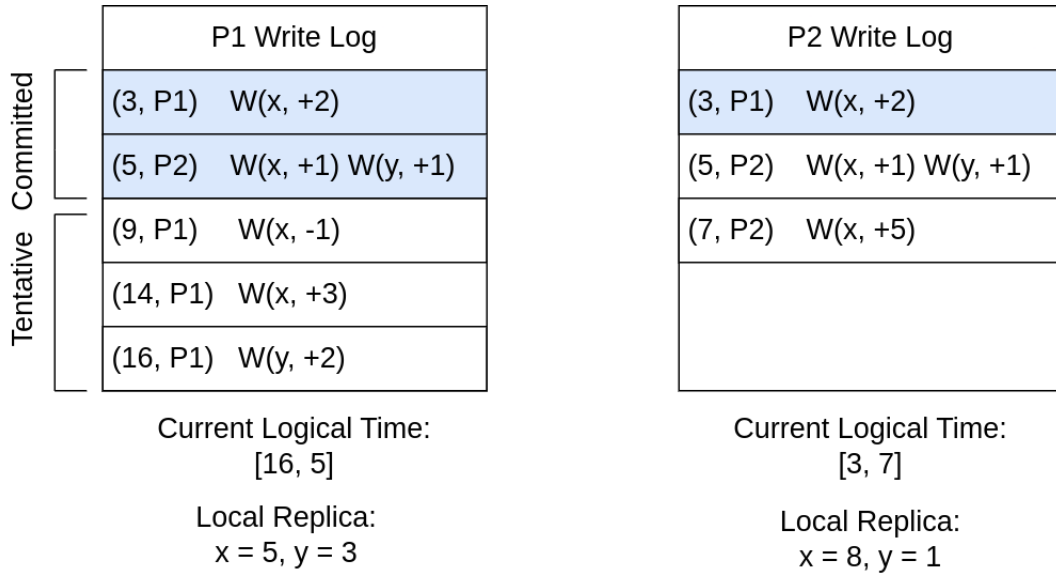 P1 Write Log
Committed
(3, P1) W(x, +2)
(5, P2) W(x, +1) W(y, +1)
Tentative
(9, P1) W(x, -1)
(14, P1) W(x, +3)
(16, P1) W(y, +2)
Current Logical Time:
[16, 5]
Local Replica:
x = 5, y = 3
P2 Write Log
(3, P1) W(x, +2)
(5, P2) W(x, +1) W(y, +1)
(7, P2) W(x, +5)
Current Logical Time:
[3, 7]
Local Replica:
x = 8, y = 1